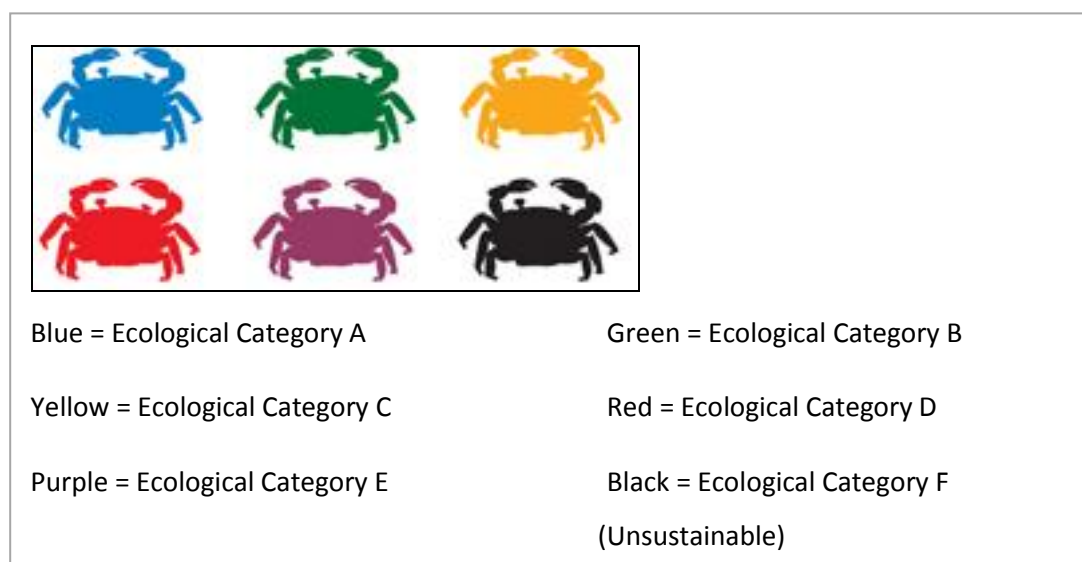 Blue = Ecological Category A
Green = Ecological Category B
Yellow = Ecological Category C
Red = Ecological Category D
Purple = Ecological Category E
Black = Ecological Category F
(Unsustainable)